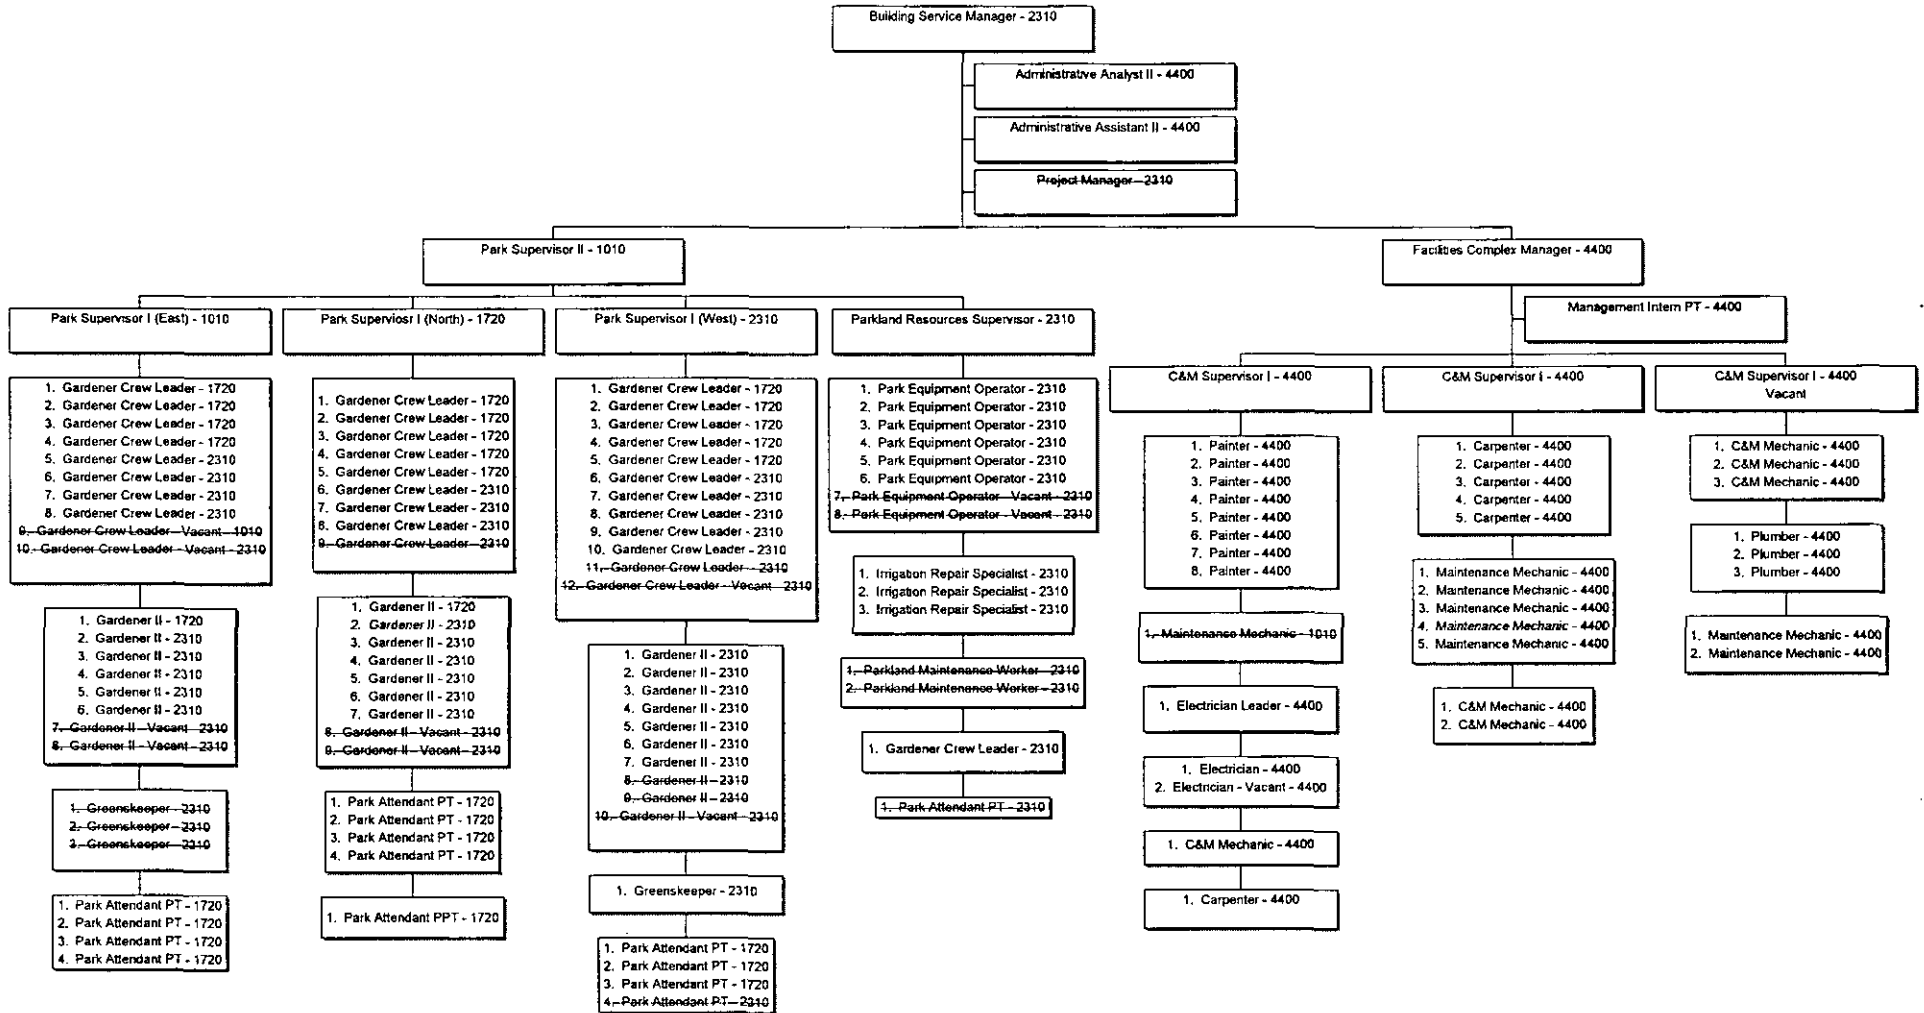 Building Service Manager - 2310
Administrative Analyst II - 4400
Administrative Assistant II - 4400
Project Manager - 2310
Park Supervisor II - 1010
Facilities Complex Manager - 4400
Management Intern PT - 4400
Park Supervisor I (East) - 1010
1. Gardener Crew Leader - 1720
2. Gardener Crew Leader - 1720
3. Gardener Crew Leader - 1720
4. Gardener Crew Leader - 1720
5. Gardener Crew Leader - 2310
6. Gardener Crew Leader - 2310
7. Gardener Crew Leader - 2310
8. Gardener Crew Leader - 2310
9. Gardener Crew Leader - Vacant - 1010
10. Gardener Crew Leader - Vacant - 2310
1. Gardener II - 1720
2. Gardener II - 2310
3. Gardener II - 2310
4. Gardener II - 2310
5. Gardener II - 2310
6. Gardener II - 2310
7. Gardener II - Vacant - 2310
8. Gardener II - Vacant - 2310
1. Greenskeeper - 2310
2. Greenskeeper - 2310
3. Greenskeeper - 2310
1. Park Attendant PT - 1720
2. Park Attendant PT - 1720
3. Park Attendant PT - 1720
4. Park Attendant PT - 1720
Park Superviosr I (North) - 1720
1. Gardener Crew Leader - 1720
2. Gardener Crew Leader - 1720
3. Gardener Crew Leader - 1720
4. Gardener Crew Leader - 1720
5. Gardener Crew Leader - 1720
6. Gardener Crew Leader - 2310
7. Gardener Crew Leader - 2310
8. Gardener Crew Leader - 2310
9. Gardener Crew Leader - 2310
1. Gardener II - 1720
2. Gardener II - 2310
3. Gardener II - 2310
4. Gardener II - 2310
5. Gardener II - 2310
6. Gardener II - 2310
7. Gardener II - 2310
8. Gardener II - Vacant - 2310
9. Gardener II - Vacant - 2310
1. Park Attendant PT - 1720
2. Park Attendant PT - 1720
3. Park Attendant PT - 1720
4. Park Attendant PT - 1720
1. Park Attendant PPT - 1720
Park Supervisor I (West) - 2310
1. Gardener Crew Leader - 1720
2. Gardener Crew Leader - 1720
3. Gardener Crew Leader - 1720
4. Gardener Crew Leader - 1720
5. Gardener Crew Leader - 1720
6. Gardener Crew Leader - 2310
7. Gardener Crew Leader - 2310
8. Gardener Crew Leader - 2310
9. Gardener Crew Leader - 2310
10. Gardener Crew Leader - 2310
11. Gardener Crew Leader - 2310
12. Gardener Crew Leader - Vacant - 2310
1. Gardener II - 2310
2. Gardener II - 2310
3. Gardener II - 2310
4. Gardener II - 2310
5. Gardener II - 2310
6. Gardener II - 2310
7. Gardener II - 2310
8. Gardener II - 2310
9. Gardener II - 2310
10. Gardener II - Vacant - 2310
1. Greenskeeper - 2310
1. Park Attendant PT - 1720
2. Park Attendant PT - 1720
3. Park Attendant PT - 1720
4. Park Attendant PT - 2310
Parkland Resources Supervisor - 2310
1. Park Equipment Operator - 2310
2. Park Equipment Operator - 2310
3. Park Equipment Operator - 2310
4. Park Equipment Operator - 2310
5. Park Equipment Operator - 2310
6. Park Equipment Operator - 2310
7. Park Equipment Operator - Vacant - 2310
8. Park Equipment Operator - Vacant - 2310
1. Irrigation Repair Specialist - 2310
2. Irrigation Repair Specialist - 2310
3. Irrigation Repair Specialist - 2310
1. Parkland Maintenance Worker - 2310
2. Parkland Maintenance Worker - 2310
1. Gardener Crew Leader - 2310
1. Park Attendant PT - 2310
C&M Supervisor I - 4400
1. Painter - 4400
2. Painter - 4400
3. Painter - 4400
4. Painter - 4400
5. Painter - 4400
6. Painter - 4400
7. Painter - 4400
8. Painter - 4400
1. Maintenance Mechanic - 1010
1. Electrician Leader - 4400
1. Electrician - 4400
2. Electrician - Vacant - 4400
1. C&M Mechanic - 4400
1. Carpenter - 4400
C&M Supervisor I - 4400
1. Carpenter - 4400
2. Carpenter - 4400
3. Carpenter - 4400
4. Carpenter - 4400
5. Carpenter - 4400
1. Maintenance Mechanic - 4400
2. Maintenance Mechanic - 4400
3. Maintenance Mechanic - 4400
4. Maintenance Mechanic - 4400
5. Maintenance Mechanic - 4400
1. C&M Mechanic - 4400
2. C&M Mechanic - 4400
C&M Supervisor I - 4400
Vacant
1. C&M Mechanic - 4400
2. C&M Mechanic - 4400
3. C&M Mechanic - 4400
1. Plumber - 4400
2. Plumber - 4400
3. Plumber - 4400
1. Maintenance Mechanic - 4400
2. Maintenance Mechanic - 4400